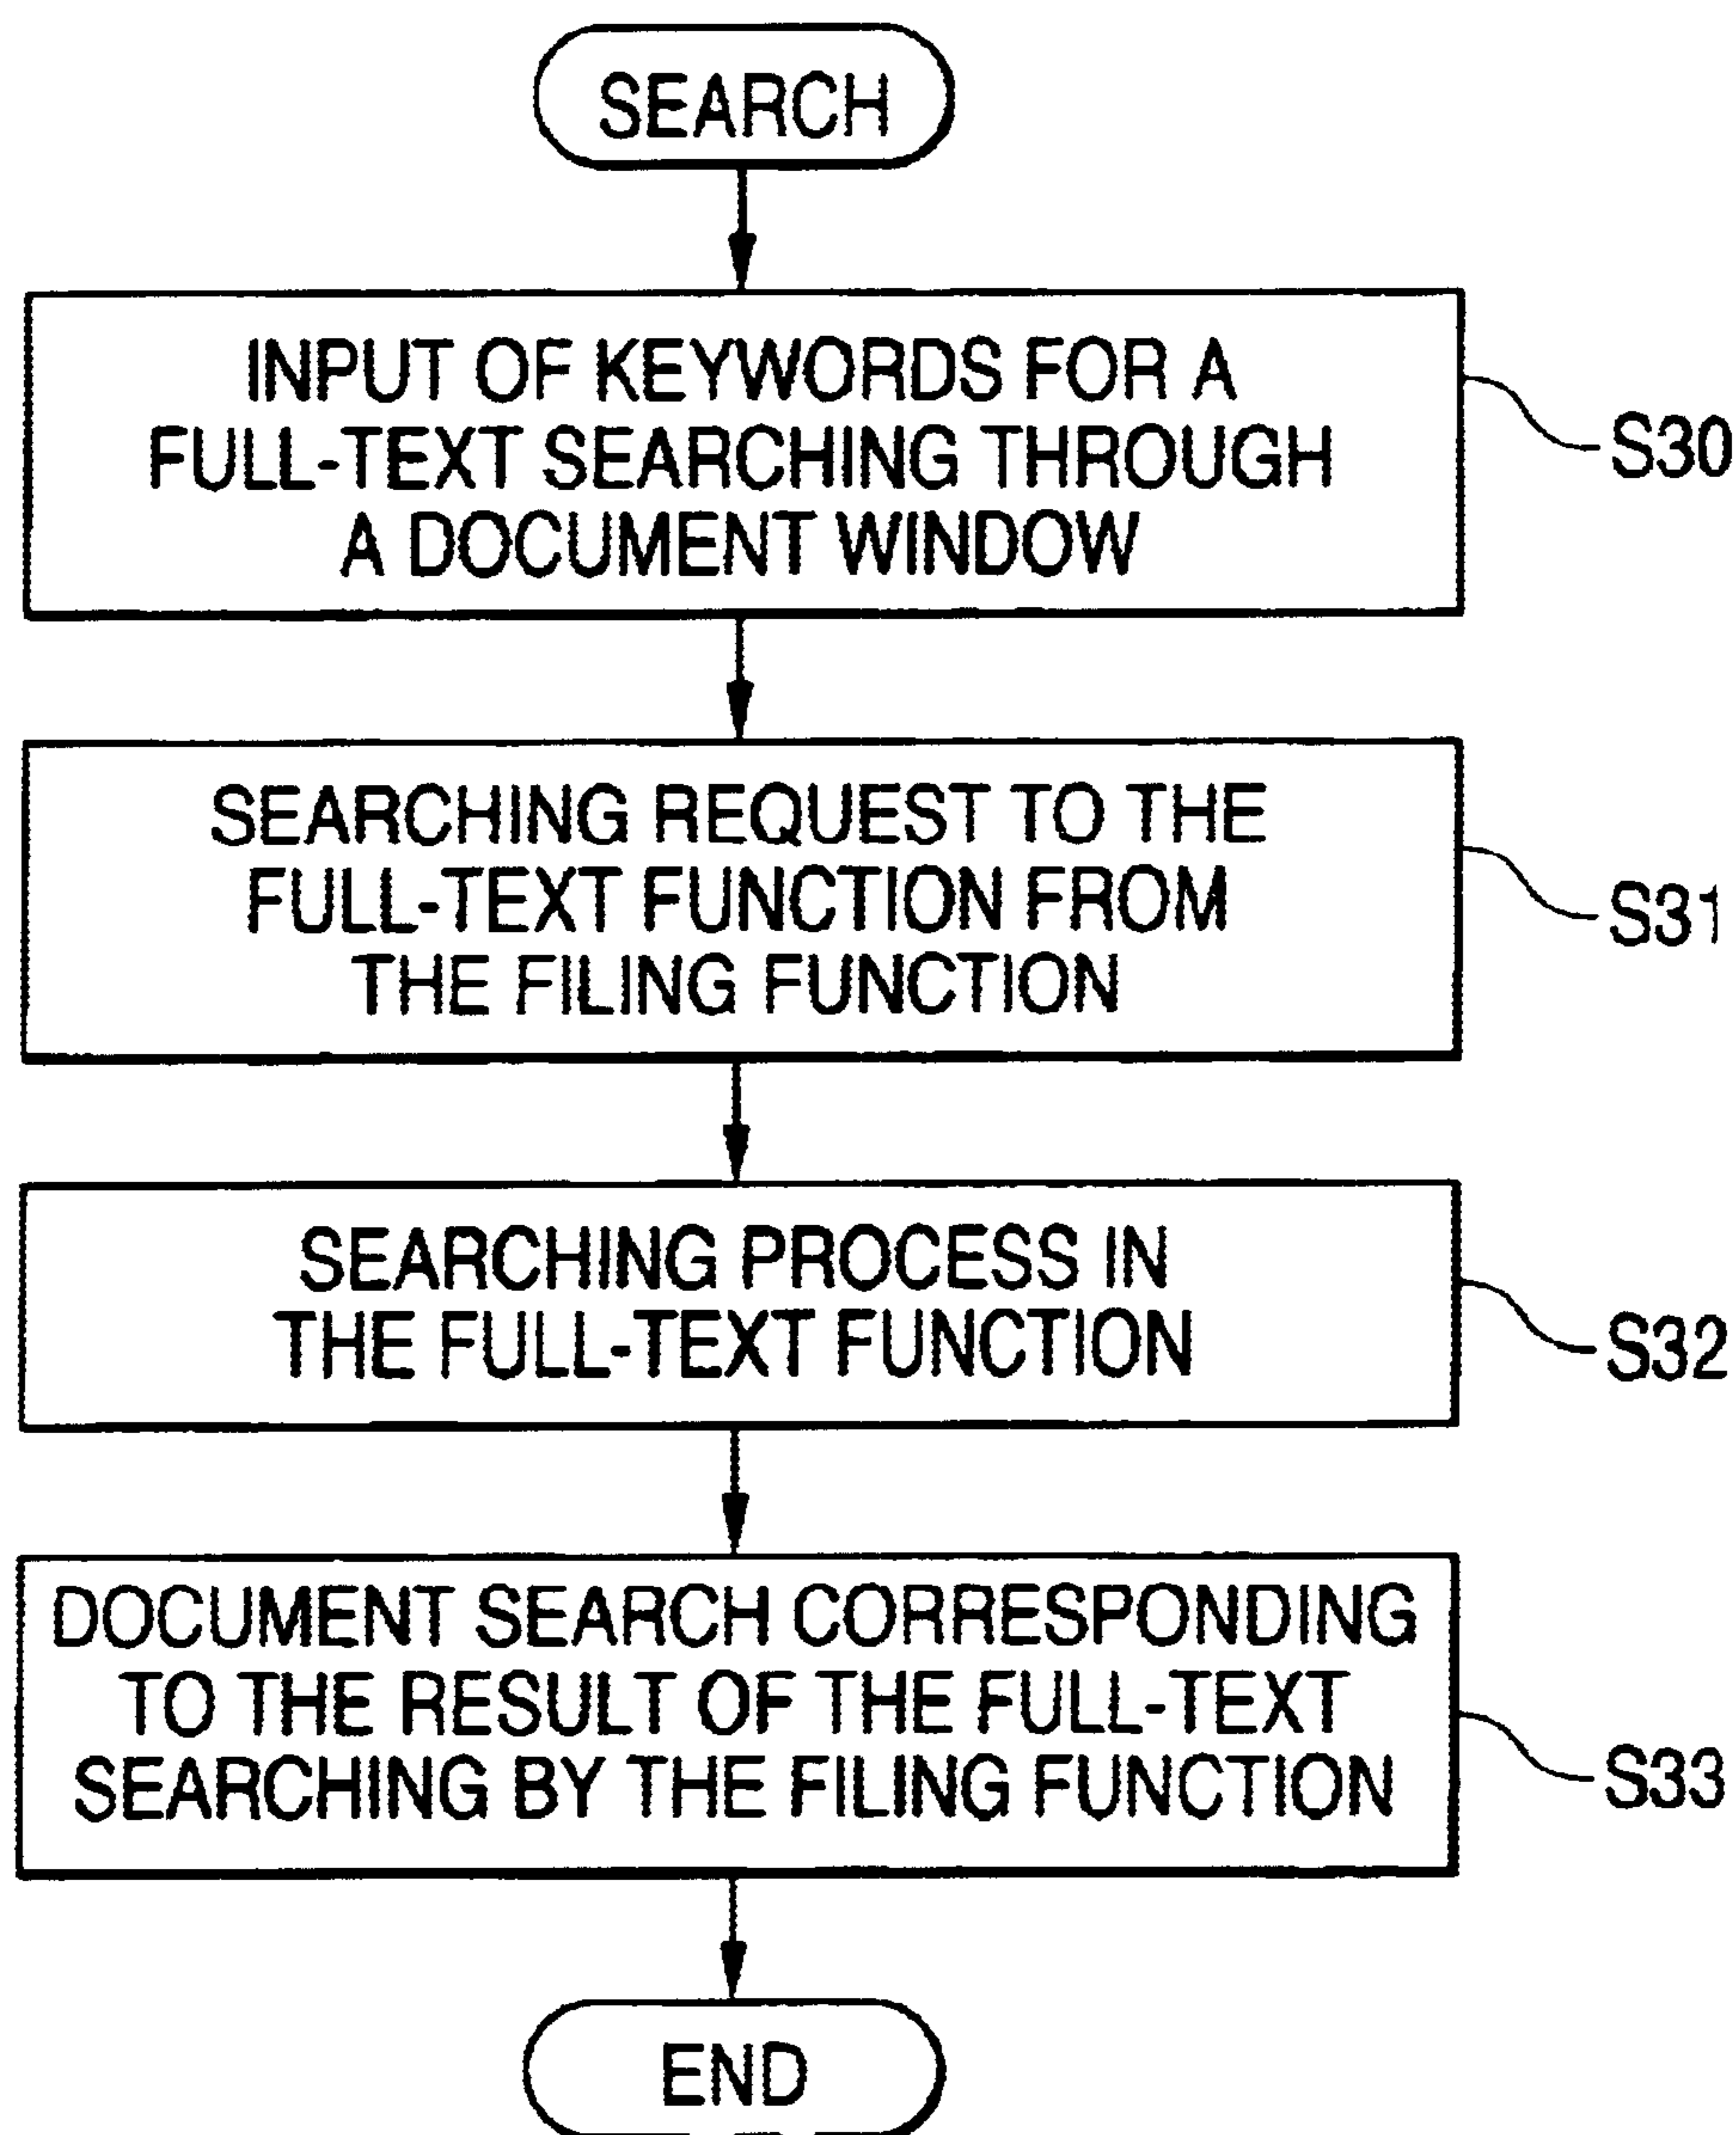 SEARCH
INPUT OF KEYWORDS FOR A
FULL-TEXT SEARCHING THROUGH
A DOCUMENT WINDOW
S30
SEARCHING REQUEST TO THE
FULL-TEXT FUNCTION FROM
THE FILING FUNCTION
S31
SEARCHING PROCESS IN
THE FULL-TEXT FUNCTION
S32
DOCUMENT SEARCH CORRESPONDING
TO THE RESULT OF THE FULL-TEXT
SEARCHING BY THE FILING FUNCTION
S33
END